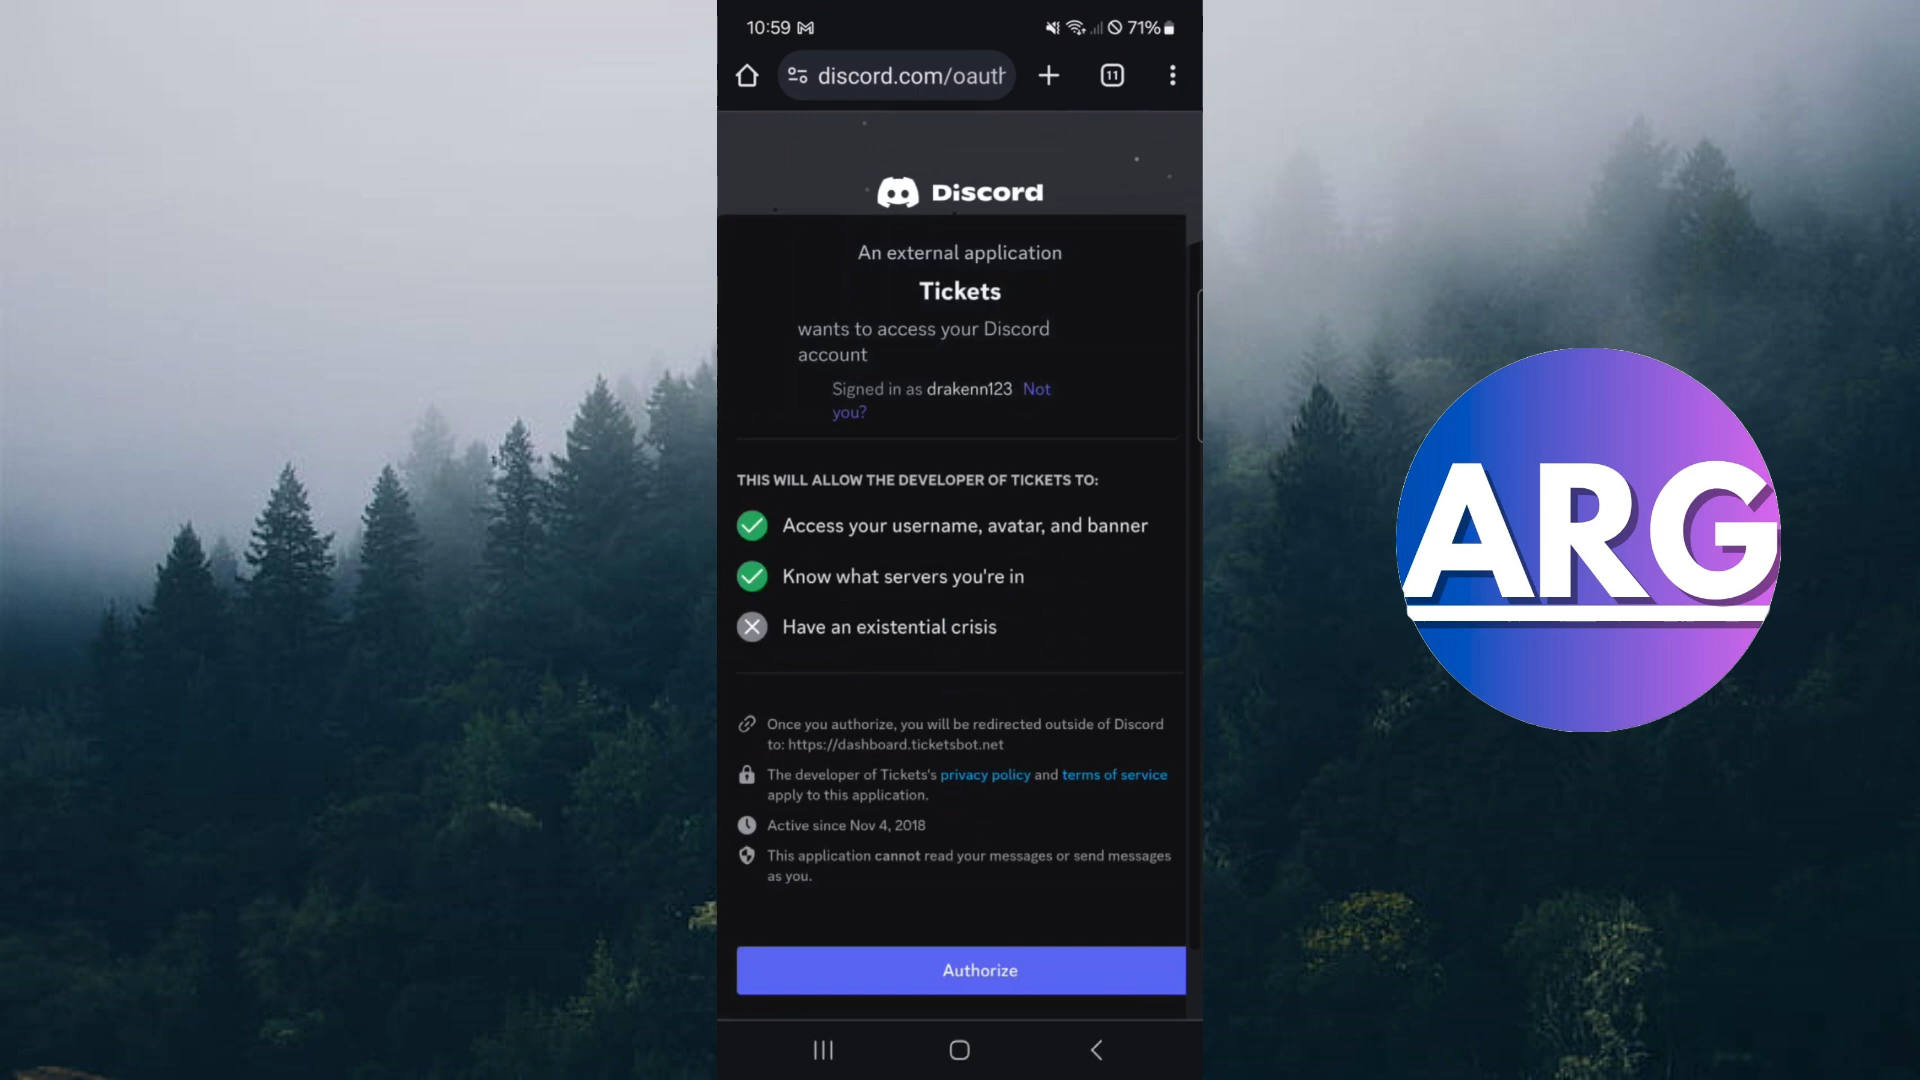 10:59
71%
discord.com/oauth
11
Discord
An external application
Tickets
wants to access your Discord
account
Signed in as drakenn123 Not
you?
THIS WILL ALLOW THE DEVELOPER OF TICKETS TO:
Access your username, avatar, and banner
Know what servers you're in
Have an existential crisis
Once you authorize, you will be redirected outside of Discord
to: https://dashboard.ticketsbot.net
The developer of Tickets's privacy policy and terms of service
apply to this application.
Active since Nov 4, 2018
This application cannot read your messages or send messages
as you.
Authorize
ARG